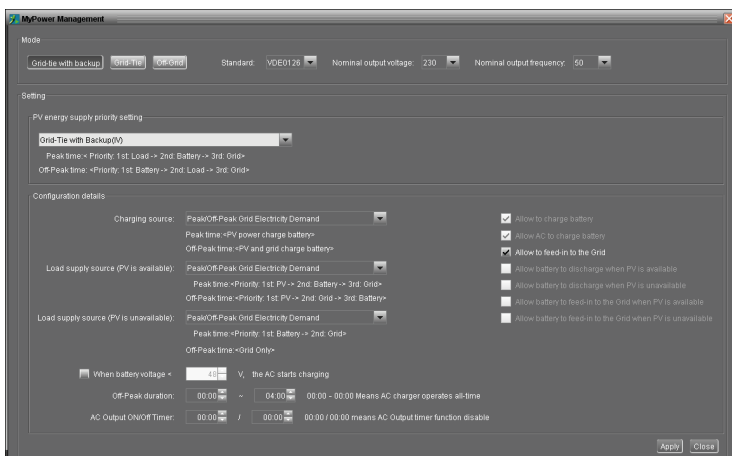 MyPower Management
Mode
Grid-tie with backup Grid-Tie Off-Grid Standard: VDE0126 Nominal output voltage: 230 Nominal output frequency: 50
Setting
PV energy supply priority setting
Grid-Tie with Backup(IV)
Peak time:< Priority: 1st: Load -> 2nd: Battery -> 3rd: Grid>
Off-Peak time: <Priority: 1st: Battery -> 2nd: Load -> 3rd: Grid>
Configuration details
Charging source: Peak/Off-Peak Grid Electricity Demand
Peak time:<PV power charge battery>
Off-Peak time:<PV and grid charge battery>
Load supply source (PV is available): Peak/Off-Peak Grid Electricity Demand
Peak time:<Priority: 1st: PV -> 2nd: Battery -> 3rd: Grid>
Off-Peak time:<Priority: 1st: PV -> 2nd: Grid -> 3rd: Battery>
Load supply source (PV is unavailable): Peak/Off-Peak Grid Electricity Demand
Peak time:<Priority: 1st: Battery -> 2nd: Grid>
Off-Peak time:<Grid Only>
Allow to charge battery
Allow AC to charge battery
Allow to feed-in to the Grid
Allow battery to discharge when PV is available
Allow battery to discharge when PV is unavailable
Allow battery to feed-in to the Grid when PV is available
Allow battery to feed-in to the Grid when PV is unavailable
When battery voltage < 46 V, the AC starts charging
Off-Peak duration: 00:00 ~ 04:00 00:00 - 00:00 Means AC charger operates all-time
AC Output ON/Off Timer: 00:00 / 00:00 00:00 / 00:00 means AC Output timer function disable
Apply Close